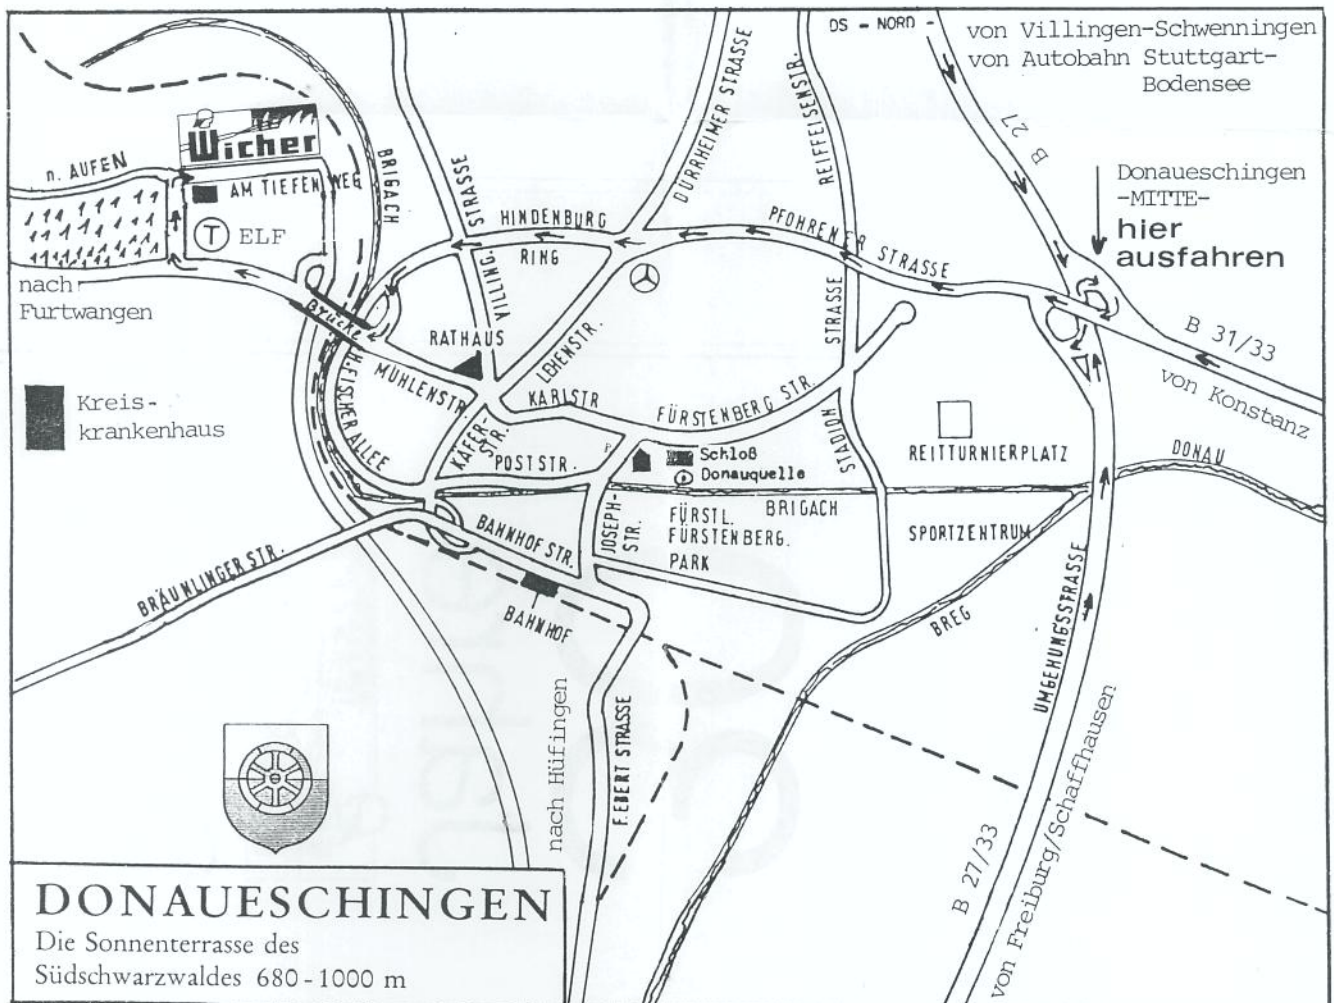 DS - NORD -
von Villingen-Schwenningen
von Autobahn Stuttgart-
Bodensee
B 27
Donaueschingen
-MITTE-
hier
ausfahren
B 31/33
von Konstanz
Wicher
n. AUFEN
AM TIEFEN WEG
T ELF
BRIGACH
nach
Furtwangen
Brücke
Kreis-
krankenhaus
VILLING. STRASSE
HINDENBURG
RING
DÜRRHEIMER STRASSE
REIFFEISENSTR.
PFOHRENER STRASSE
RATHAUS
LEHENSTR.
MÜHLENSTR.
KARLSTR
FÜRSTENBERG STR.
STADION STRASSE
H.FISCHER ALLEE
KÄFER-
STR.
POSTSTR.
P
Schloß
Donauquelle
REITTURNIERPLATZ
DONAU
BRIGACH
BAHNHOFSTR.
JOSEPH-
STR.
FÜRSTL.
FÜRSTENBERG.
PARK
SPORTZENTRUM
BRÄUNLINGER STR.
BAHNHOF
BREG
UMGEHUNGSSTRASSE
nach Hüfingen
F.EBERT STRASSE
B 27/33
von Freiburg/Schaffhausen
DONAUESCHINGEN
Die Sonnenterrasse des
Südschwarzwaldes 680-1000 m